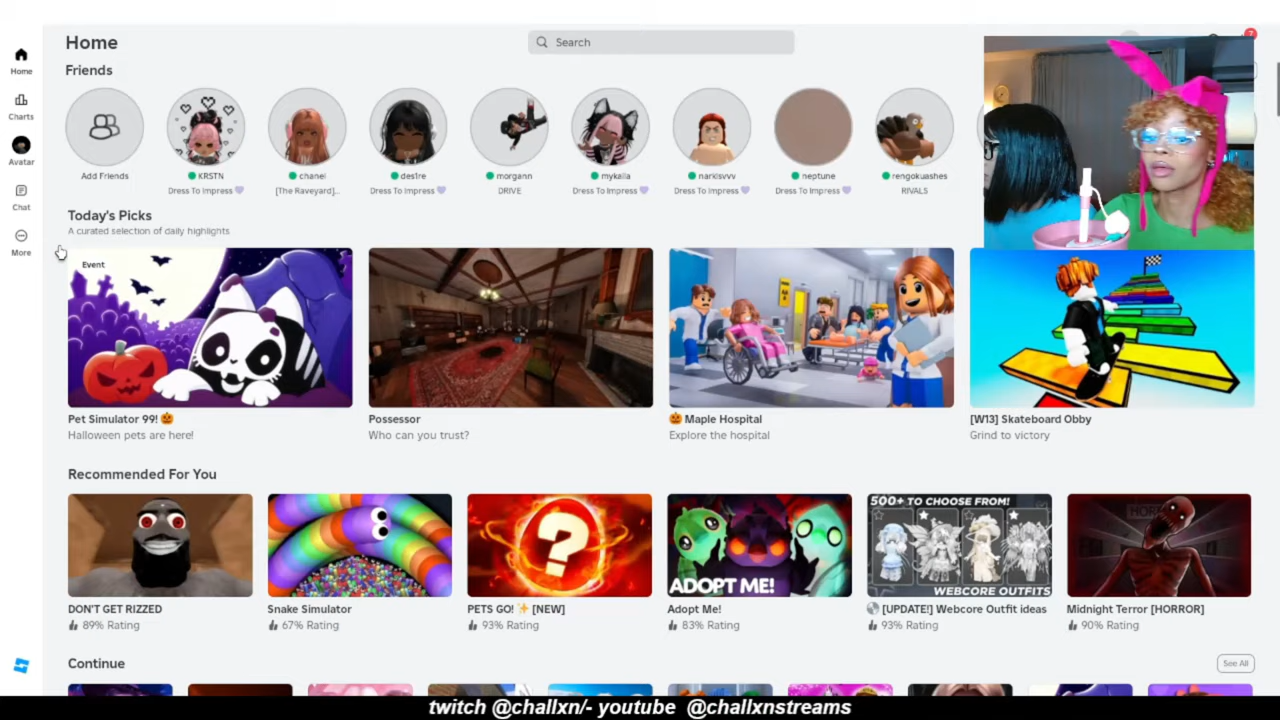 Home
Search
7
Home
Friends
Charts
Avatar
Chat
More
Add Friends
KRSTN
Dress To Impress 💜
chanel
[The Raveyard]...
des1re
Dress To Impress 💜
morgann
DRIVE
mykaila
Dress To Impress 💜
narkisvvv
Dress To Impress 💜
neptune
Dress To Impress 💜
rengokuashes
RIVALS
Today's Picks
A curated selection of daily highlights
Event
Pet Simulator 99! 🎃
Halloween pets are here!
Possessor
Who can you trust?
🎃 Maple Hospital
Explore the hospital
[W13] Skateboard Obby
Grind to victory
Recommended For You
ADOPT ME!
500+ TO CHOOSE FROM!
WEBCORE OUTFITS
DON'T GET RIZZED
89% Rating
Snake Simulator
67% Rating
PETS GO! ✨ [NEW]
93% Rating
Adopt Me!
83% Rating
💿 [UPDATE!] Webcore Outfit ideas
93% Rating
Midnight Terror [HORROR]
90% Rating
Continue
See All
twitch @challxn/- youtube @challxnstreams